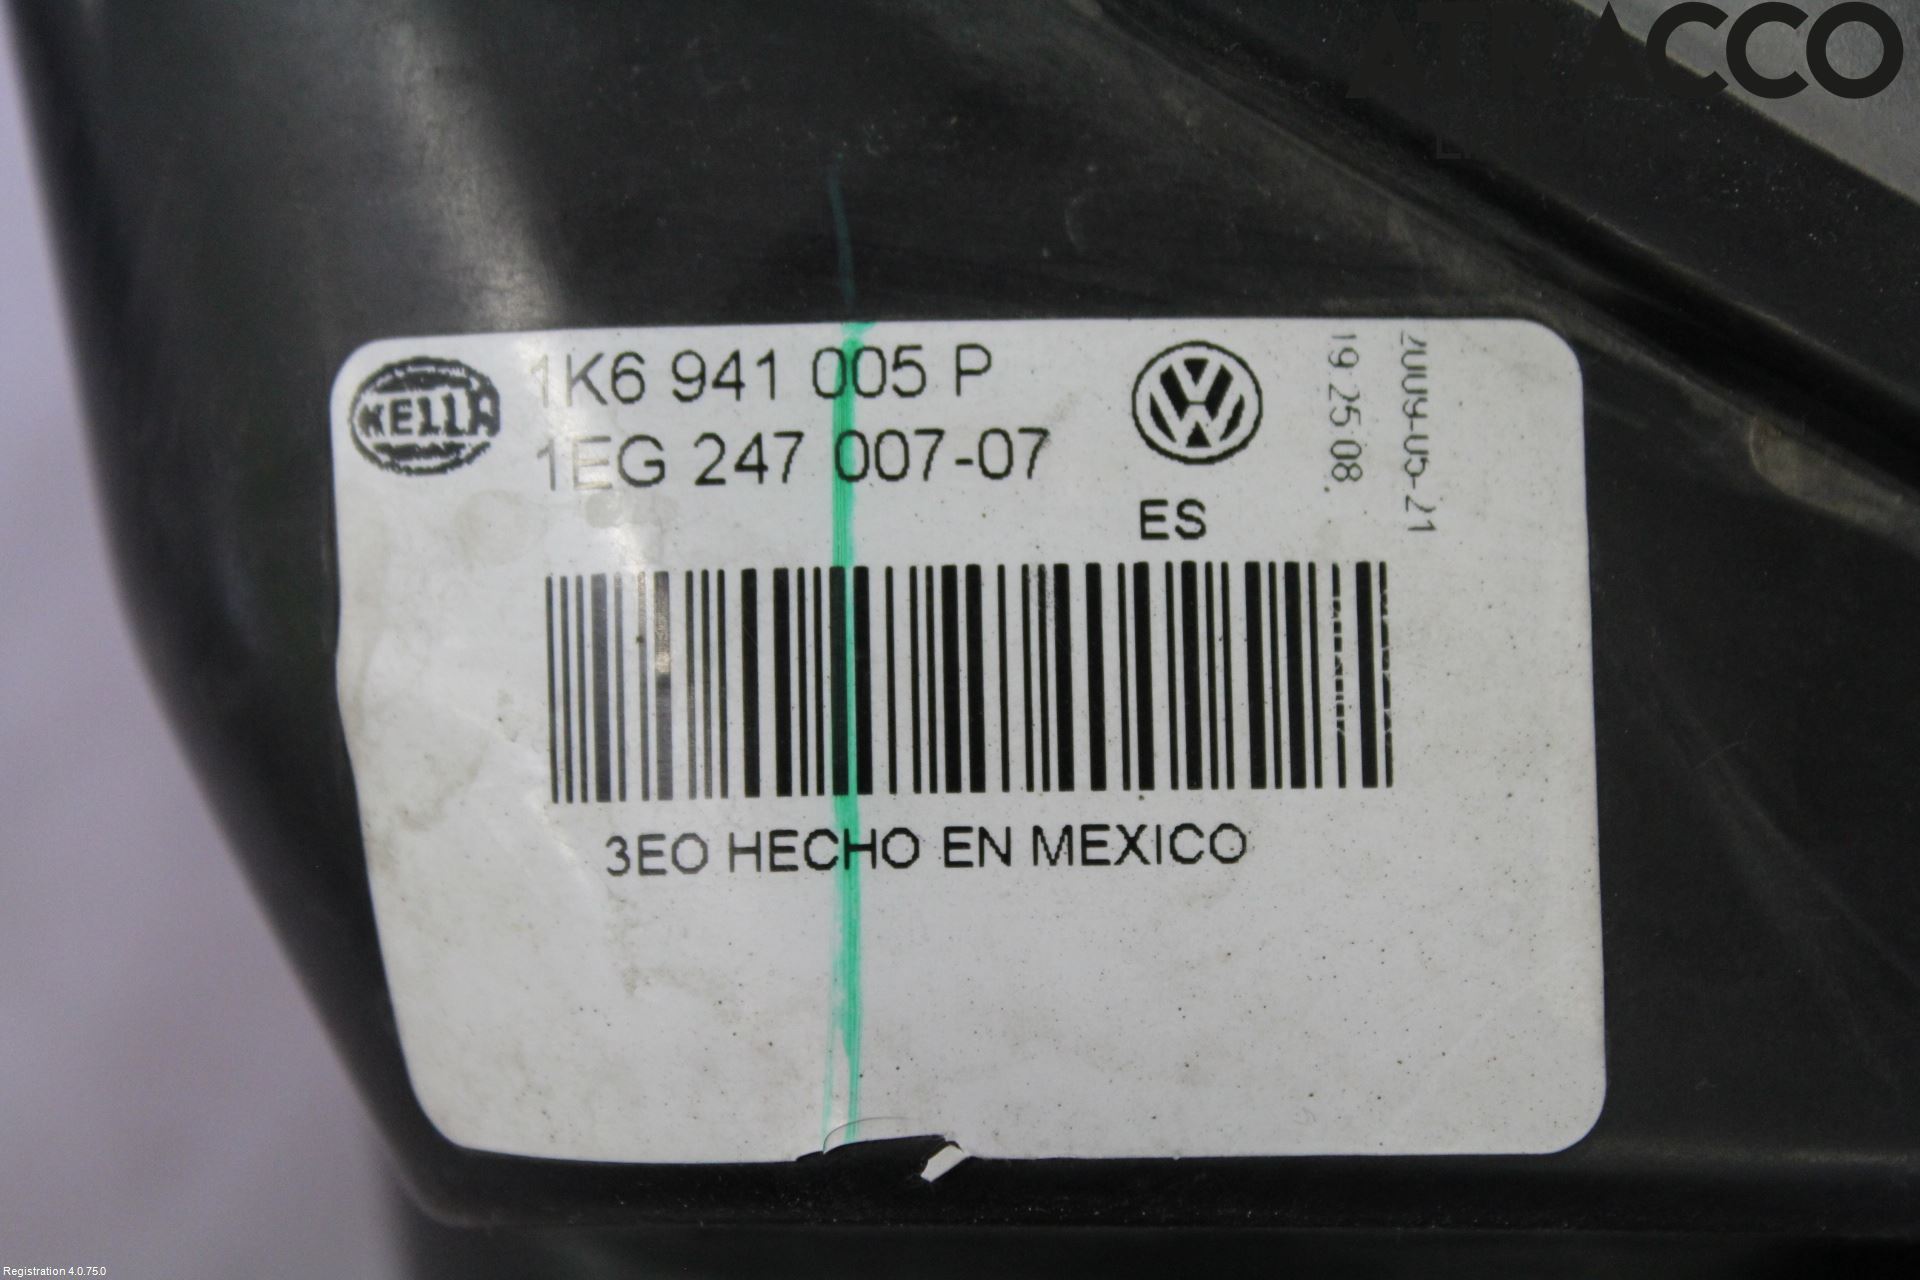 ATRACCO
HELLA
1K6 941 005 P
1EG 247 007-07
ES
19 25 08.
2009-05-21
3EO HECHO EN MEXICO
Registration 4.0.75.0